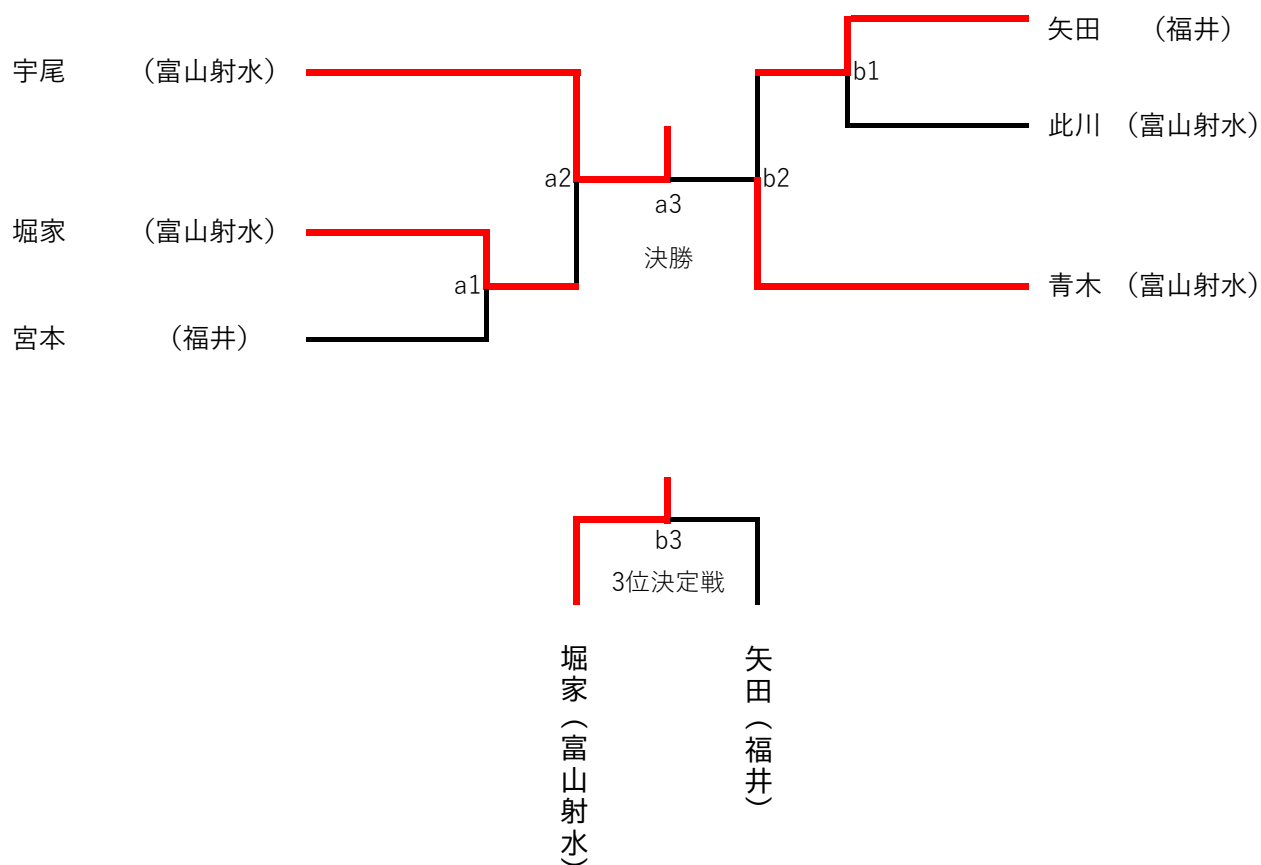 矢田 （福井）
宇尾 （富山射水）
b1
此川 （富山射水）
a2
b2
a3
堀家 （富山射水）
決勝
a1
青木 （富山射水）
宮本 （福井）
b3
3位決定戦
堀家（富山射水）
矢田（福井）